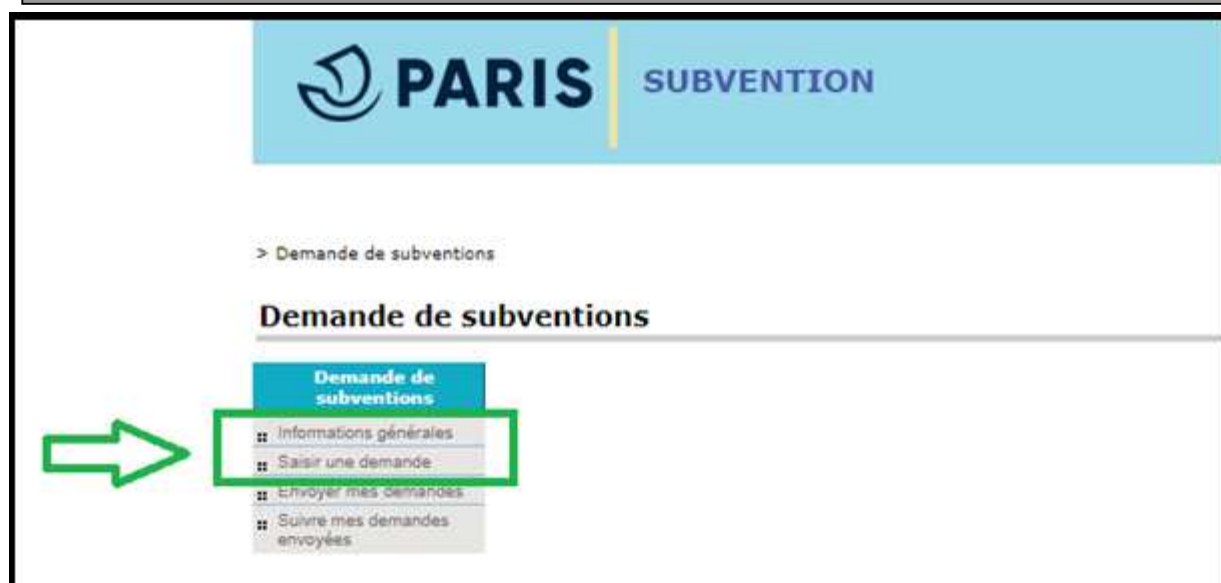 PARIS SUBVENTION
> Demande de subventions
Demande de subventions
Demande de
subventions
Informations générales
Saisir une demande
Envoyer mes demandes
Suivre mes demandes
envoyées